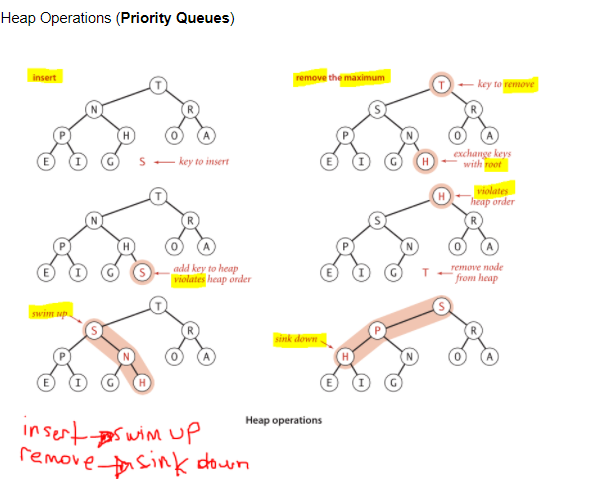 Heap Operations (Priority Queues)
insert
T
N R
P H O A
E I G S ← key to insert
T
N R
P H O A
E I G S add key to heap
violates heap order
swim up
T
S R
P N O A
E I G H
remove the maximum
T ← key to remove
S R
P N O A
E I G H exchange keys
with root
H violates
heap order
S R
P N O A
E I G T ← remove node
from heap
sink down
S
P R
H N O A
E I G
Heap operations
insert → swim up
remove → sink down